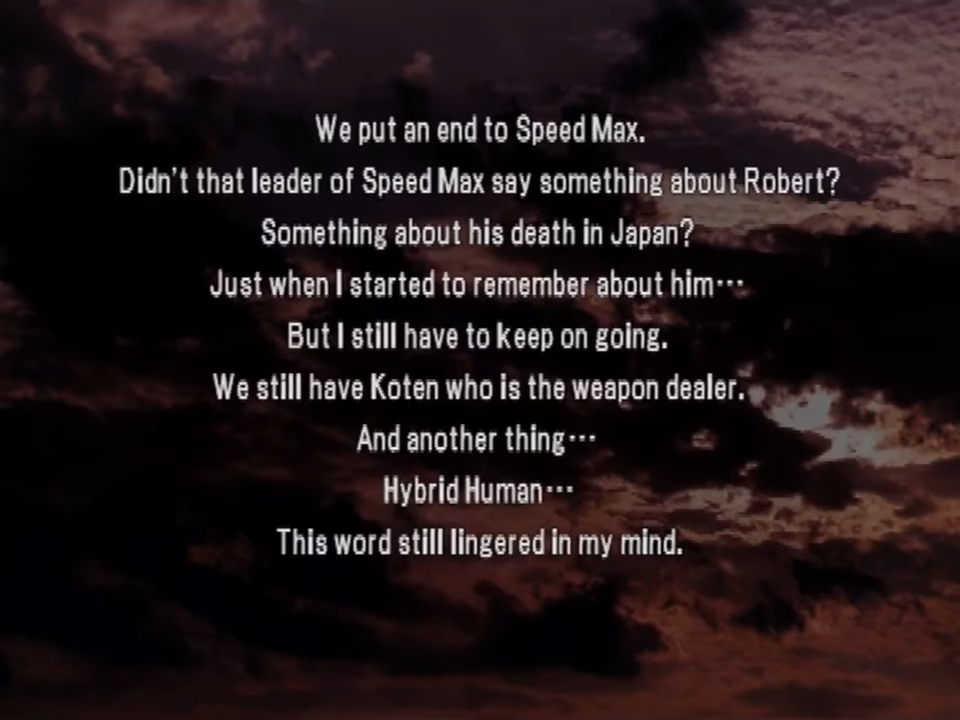 We put an end to Speed Max.
Didn't that leader of Speed Max say something about Robert?
Something about his death in Japan?
Just when I started to remember about him⋯
But I still have to keep on going.
We still have Koten who is the weapon dealer.
And another thing⋯
Hybrid Human⋯
This word still lingered in my mind.